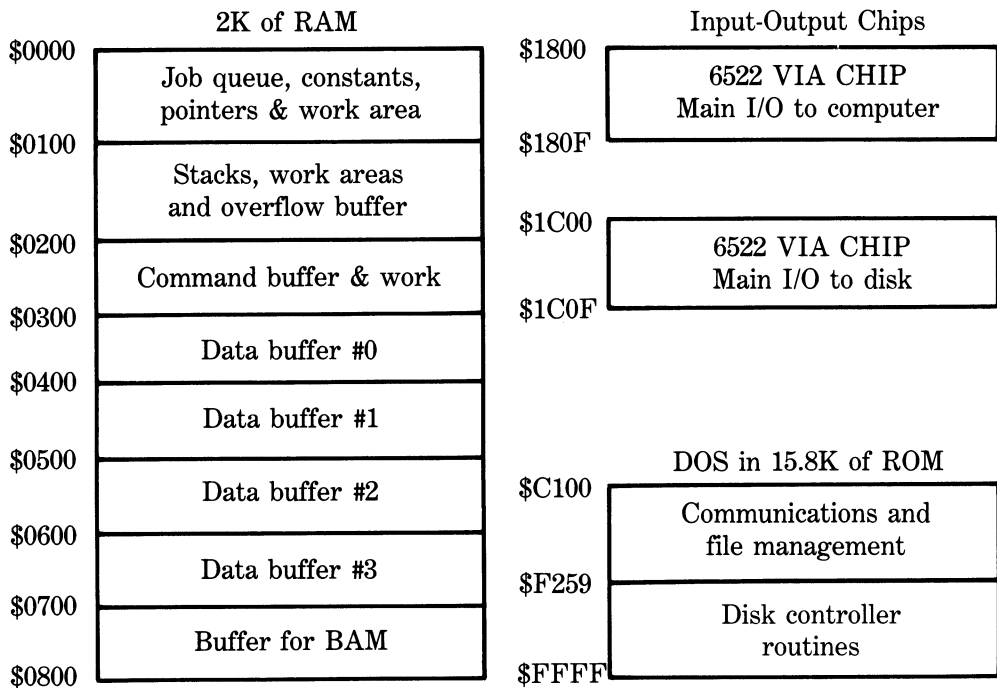 2K of RAM
$0000
Job queue, constants,
pointers & work area
$0100
Stacks, work areas
and overflow buffer
$0200
Command buffer & work
$0300
Data buffer #0
$0400
Data buffer #1
$0500
Data buffer #2
$0600
Data buffer #3
$0700
Buffer for BAM
$0800
Input-Output Chips
$1800
6522 VIA CHIP
Main I/O to computer
$180F
$1C00
6522 VIA CHIP
Main I/O to disk
$1C0F
DOS in 15.8K of ROM
$C100
Communications and
file management
$F259
Disk controller
routines
$FFFF